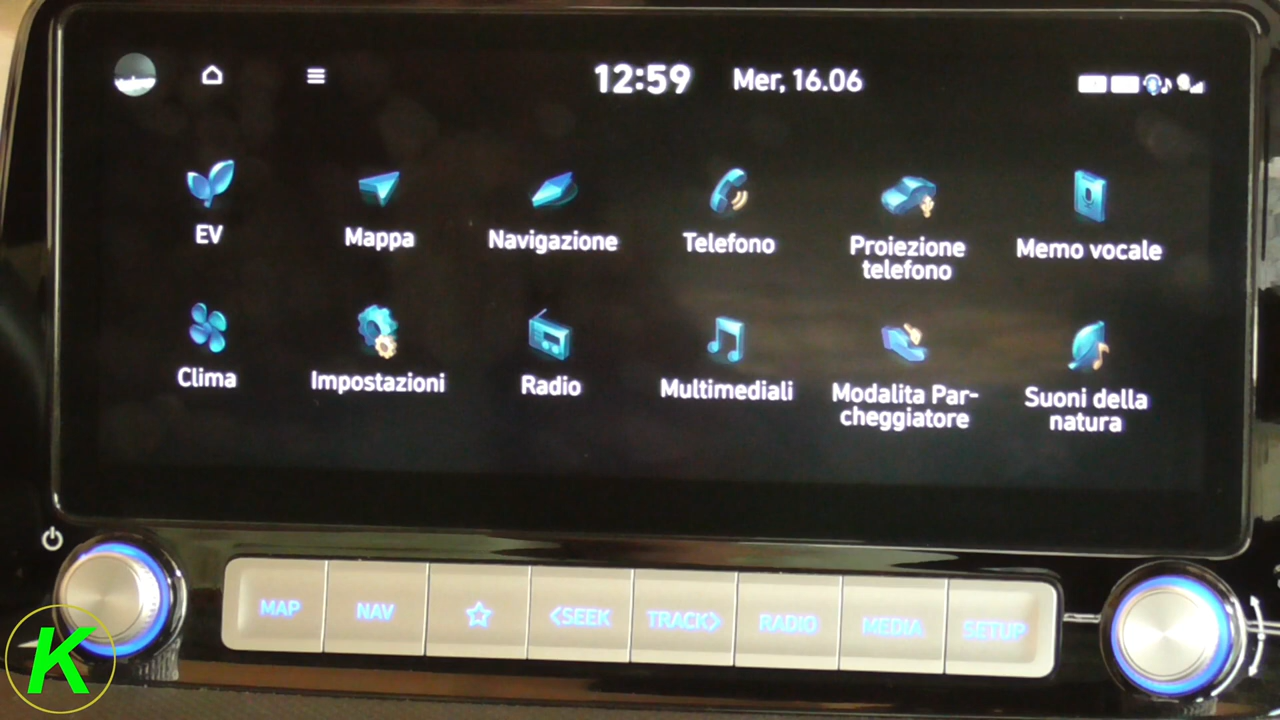 12:59 Mer, 16.06
EV Mappa Navigazione Telefono Proiezione Memo vocale
telefono
Clima Impostazioni Radio Multimediali Modalita Par- Suoni della
cheggiatore natura
MAP NAV <SEEK TRACK> RADIO MEDIA SETUP
K